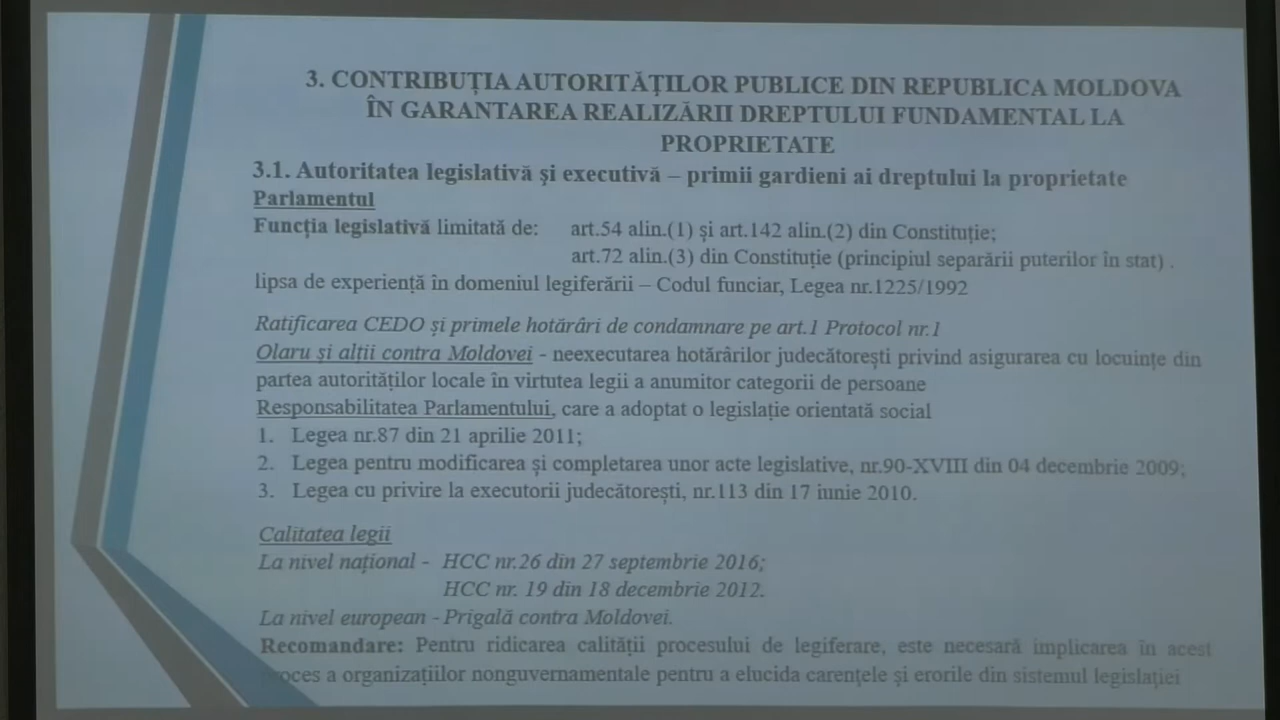 3. CONTRIBUȚIA AUTORITĂȚILOR PUBLICE DIN REPUBLICA MOLDOVA
ÎN GARANTAREA REALIZĂRII DREPTULUI FUNDAMENTAL LA
PROPRIETATE
3.1. Autoritatea legislativă şi executivă – primii gardieni ai dreptului la proprietate
Parlamentul
Funcția legislativă limitată de: art.54 alin.(1) și art.142 alin.(2) din Constituție;
art.72 alin.(3) din Constituție (principiul separării puterilor în stat) .
lipsa de experiență în domeniul legiferării – Codul funciar, Legea nr.1225/1992
Ratificarea CEDO și primele hotărâri de condamnare pe art.1 Protocol nr.1
Olaru și alții contra Moldovei - neexecutarea hotărârilor judecătorești privind asigurarea cu locuințe din
partea autorităților locale în virtutea legii a anumitor categorii de persoane
Responsabilitatea Parlamentului, care a adoptat o legislație orientată social
1. Legea nr.87 din 21 aprilie 2011;
2. Legea pentru modificarea și completarea unor acte legislative, nr.90-XVIII din 04 decembrie 2009;
3. Legea cu privire la executorii judecătorești, nr.113 din 17 iunie 2010.
Calitatea legii
La nivel național - HCC nr.26 din 27 septembrie 2016;
HCC nr. 19 din 18 decembrie 2012.
La nivel european - Prigală contra Moldovei.
Recomandare: Pentru ridicarea calității procesului de legiferare, este necesară implicarea în acest
a organizațiilor nonguvernamentale pentru a elucida carențele și erorile din sistemul legislației